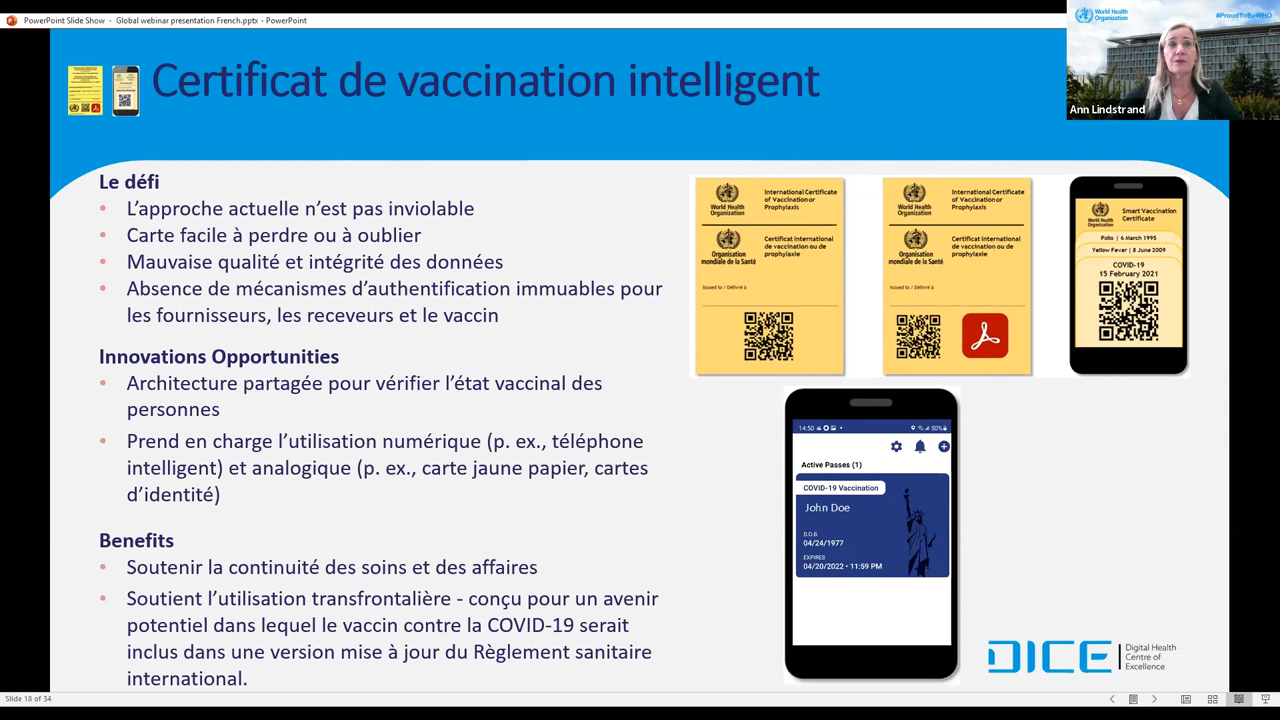 PowerPoint Slide Show - Global webinar presentation French.pptx - PowerPoint
World Health
Organization
#ProudToBeWHO
Ann Lindstrand
Certificat de vaccination intelligent
Le défi
• L'approche actuelle n'est pas inviolable
• Carte facile à perdre ou à oublier
• Mauvaise qualité et intégrité des données
• Absence de mécanismes d'authentification immuables pour
les fournisseurs, les receveurs et le vaccin
Innovations Opportunities
• Architecture partagée pour vérifier l'état vaccinal des
personnes
• Prend en charge l'utilisation numérique (p. ex., téléphone
intelligent) et analogique (p. ex., carte jaune papier, cartes
d'identité)
Benefits
• Soutenir la continuité des soins et des affaires
• Soutient l'utilisation transfrontalière - conçu pour un avenir
potentiel dans lequel le vaccin contre la COVID-19 serait
inclus dans une version mise à jour du Règlement sanitaire
international.
World Health
Organization
International Certificate
of Vaccination or
Prophylaxis
Organisation
mondiale de la Santé
Certificat international
de vaccination ou de
prophylaxie
Issued to / Délivré à
World Health
Organization
International Certificate
of Vaccination or
Prophylaxis
Organisation
mondiale de la Santé
Certificat international
de vaccination ou de
prophylaxie
Issued to / Délivré à
World Health
Organization
Smart Vaccination
Certificate
Polio | 6 March 1995
Yellow Fever | 8 June 2009
COVID-19
15 February 2021
14:50
50%
Active Passes (1)
COVID-19 Vaccination
John Doe
D.O.B
04/24/1977
EXPIRES
04/20/2022 • 11:59 PM
DICE
Digital Health
Centre of
Excellence
Slide 18 of 34